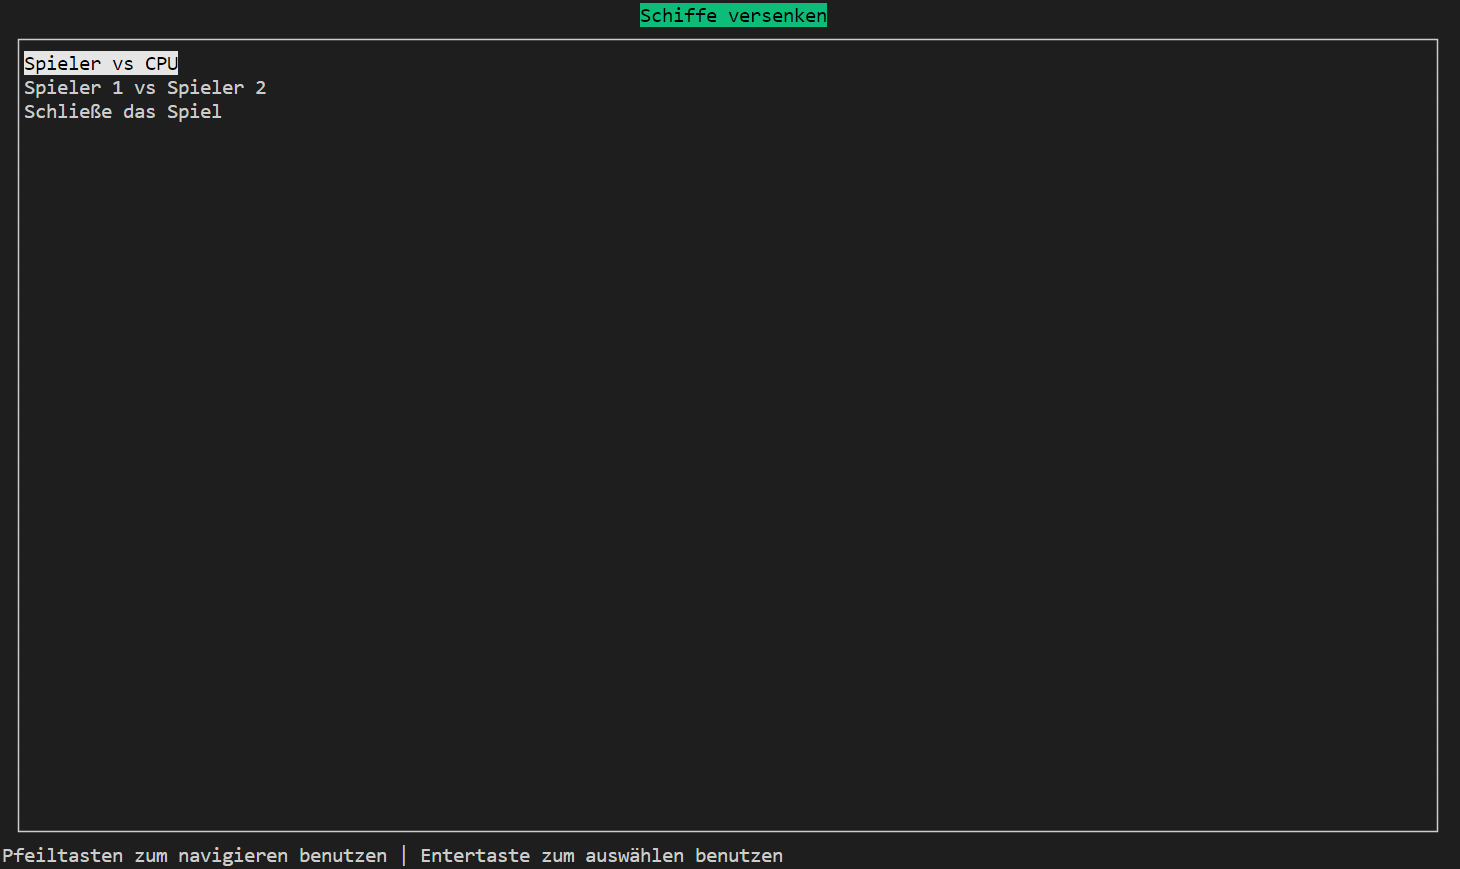 Schiffe versenken
Spieler vs CPU
Spieler 1 vs Spieler 2
Schließe das Spiel
Pfeiltasten zum navigieren benutzen | Entertaste zum auswählen benutzen